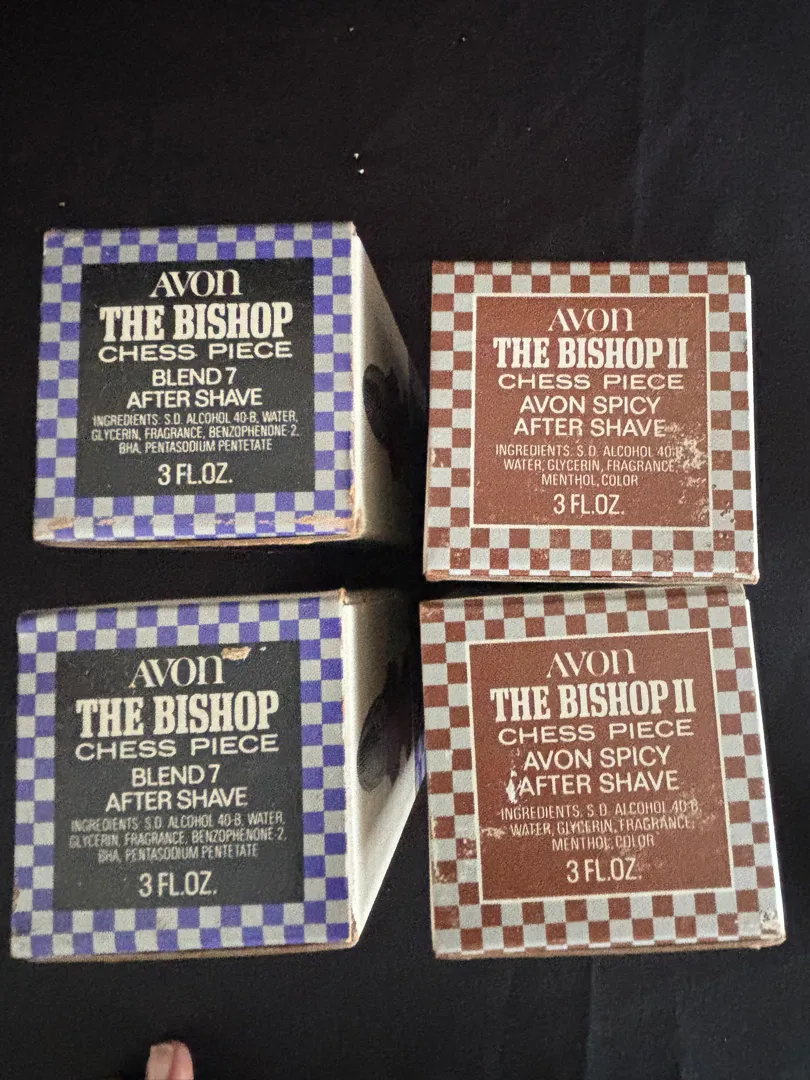 AVON
THE BISHOP
CHESS PIECE
BLEND 7
AFTER SHAVE
INGREDIENTS: S.D. ALCOHOL 40-B, WATER,
GLYCERIN, FRAGRANCE, BENZOPHENONE-2,
BHA, PENTASODIUM PENTETATE
3 FL.OZ.
AVON
THE BISHOP II
CHESS PIECE
AVON SPICY
AFTER SHAVE
INGREDIENTS: S.D. ALCOHOL 40-B,
WATER, GLYCERIN, FRAGRANCE,
MENTHOL, COLOR
3 FL.OZ.
AVON
THE BISHOP
CHESS PIECE
BLEND 7
AFTER SHAVE
INGREDIENTS: S.D. ALCOHOL 40-B, WATER,
GLYCERIN, FRAGRANCE, BENZOPHENONE-2,
BHA, PENTASODIUM PENTETATE
3 FL.OZ.
AVON
THE BISHOP II
CHESS PIECE
AVON SPICY
AFTER SHAVE
INGREDIENTS: S.D. ALCOHOL 40-B,
WATER, GLYCERIN, FRAGRANCE,
MENTHOL, COLOR
3 FL.OZ.